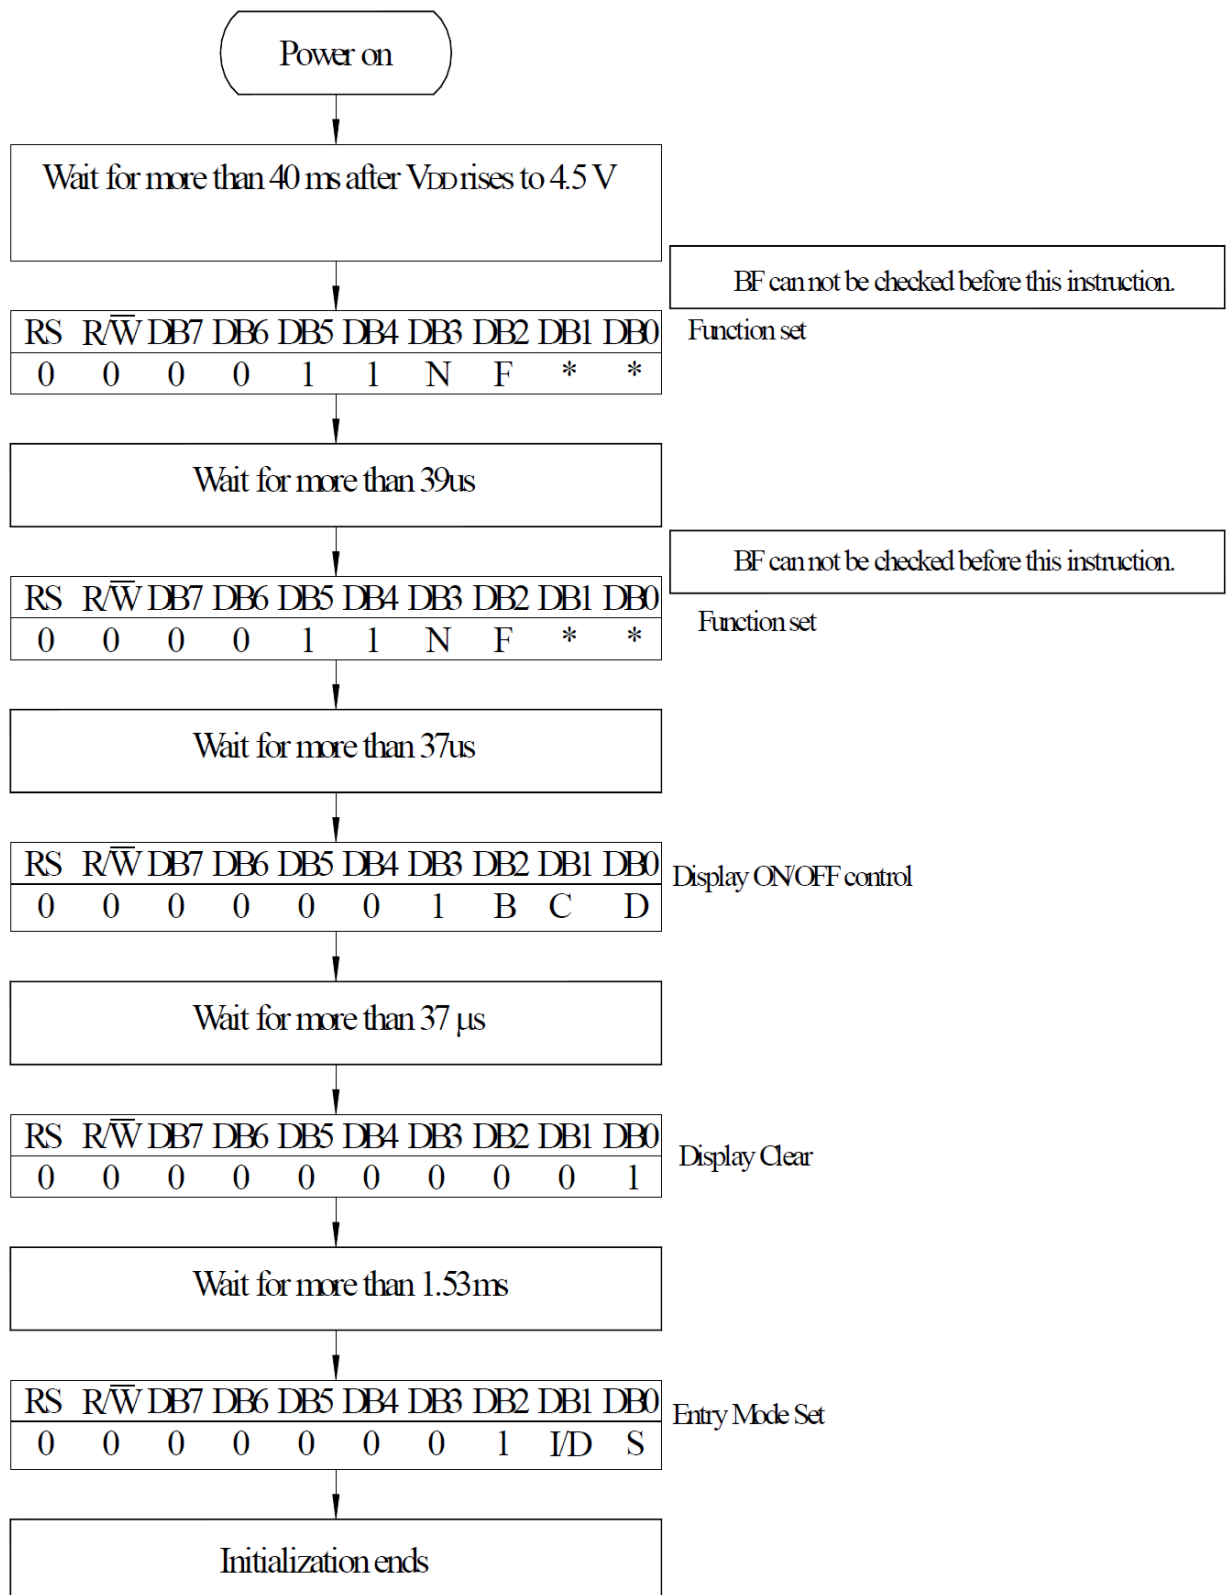 Power on
Wait for more than 40 ms after VDD rises to 4.5 V
BF can not be checked before this instruction.
RS R/W̅ DB7 DB6 DB5 DB4 DB3 DB2 DB1 DB0
Function set
0 0 0 0 1 1 N F * *
Wait for more than 39us
BF can not be checked before this instruction.
RS R/W̅ DB7 DB6 DB5 DB4 DB3 DB2 DB1 DB0
Function set
0 0 0 0 1 1 N F * *
Wait for more than 37us
RS R/W̅ DB7 DB6 DB5 DB4 DB3 DB2 DB1 DB0
Display ON/OFF control
0 0 0 0 0 0 1 B C D
Wait for more than 37 μs
RS R/W̅ DB7 DB6 DB5 DB4 DB3 DB2 DB1 DB0
Display Clear
0 0 0 0 0 0 0 0 0 1
Wait for more than 1.53ms
RS R/W̅ DB7 DB6 DB5 DB4 DB3 DB2 DB1 DB0
Entry Mode Set
0 0 0 0 0 0 0 1 I/D S
Initialization ends